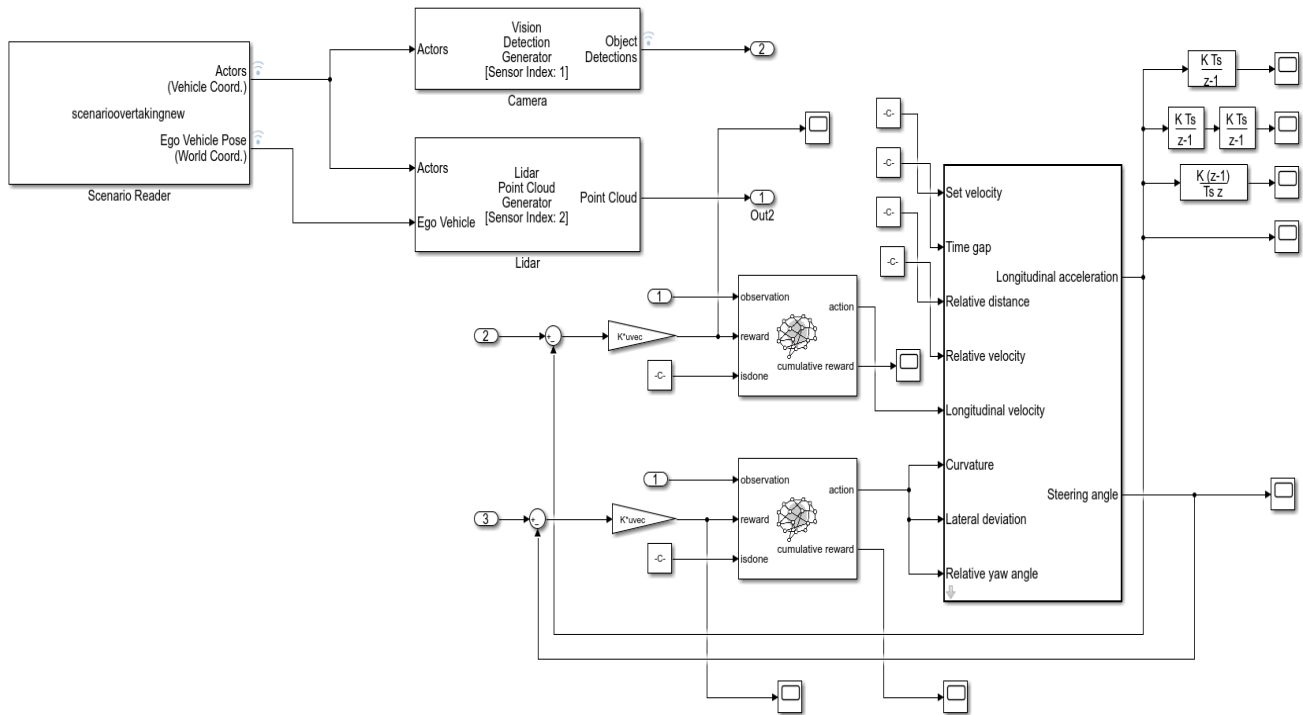 scenarioovertakingnew
Actors
(Vehicle Coord.)
Ego Vehicle Pose
(World Coord.)
Scenario Reader
Actors
Vision
Detection
Generator
[Sensor Index: 1]
Object
Detections
Camera
2
Actors
Ego Vehicle
Lidar
Point Cloud
Generator
[Sensor Index: 2]
Point Cloud
Lidar
1
Out2
2
+
-
K*uvec
1
-C-
observation
reward
isdone
action
cumulative reward
3
+
-
K*uvec
1
-C-
observation
reward
isdone
action
cumulative reward
-C-
-C-
-C-
-C-
Set velocity
Time gap
Relative distance
Relative velocity
Longitudinal velocity
Curvature
Lateral deviation
Relative yaw angle
Longitudinal acceleration
Steering angle
K Ts
z-1
K Ts
z-1
K Ts
z-1
K (z-1)
Ts z